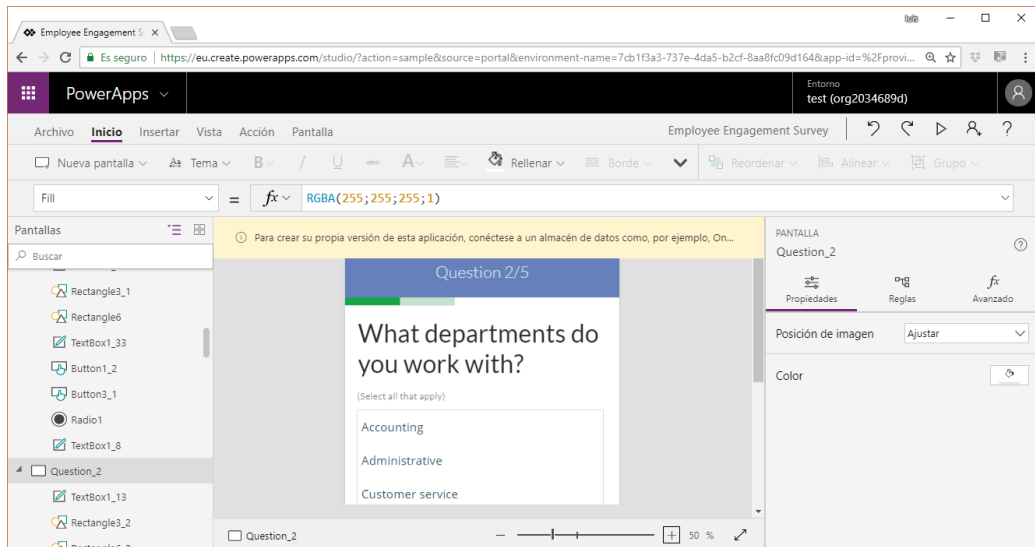 luis
Employee Engagement S
Es seguro | https://eu.create.powerapps.com/studio/?action=sample&source=portal&environment-name=7cb1f3a3-737e-4da5-b2cf-8aa8fc09d164&app-id=%2Fprovi...
PowerApps
Entorno
test (org2034689d)
Archivo Inicio Insertar Vista Acción Pantalla
Employee Engagement Survey
Nueva pantalla Aa Tema B / U abc A Rellenar Borde Reordenar Alinear Grupo
Fill = fx RGBA(255;255;255;1)
Pantallas
Buscar
Rectangle3_1
Rectangle6
TextBox1_33
Button1_2
Button3_1
Radio1
TextBox1_8
Question_2
TextBox1_13
Rectangle3_2
Para crear su propia versión de esta aplicación, conéctese a un almacén de datos como, por ejemplo, On...
Question 2/5
What departments do
you work with?
(Select all that apply)
Accounting
Administrative
Customer service
Question_2
50 %
PANTALLA
Question_2
Propiedades Reglas fx Avanzado
Posición de imagen Ajustar
Color